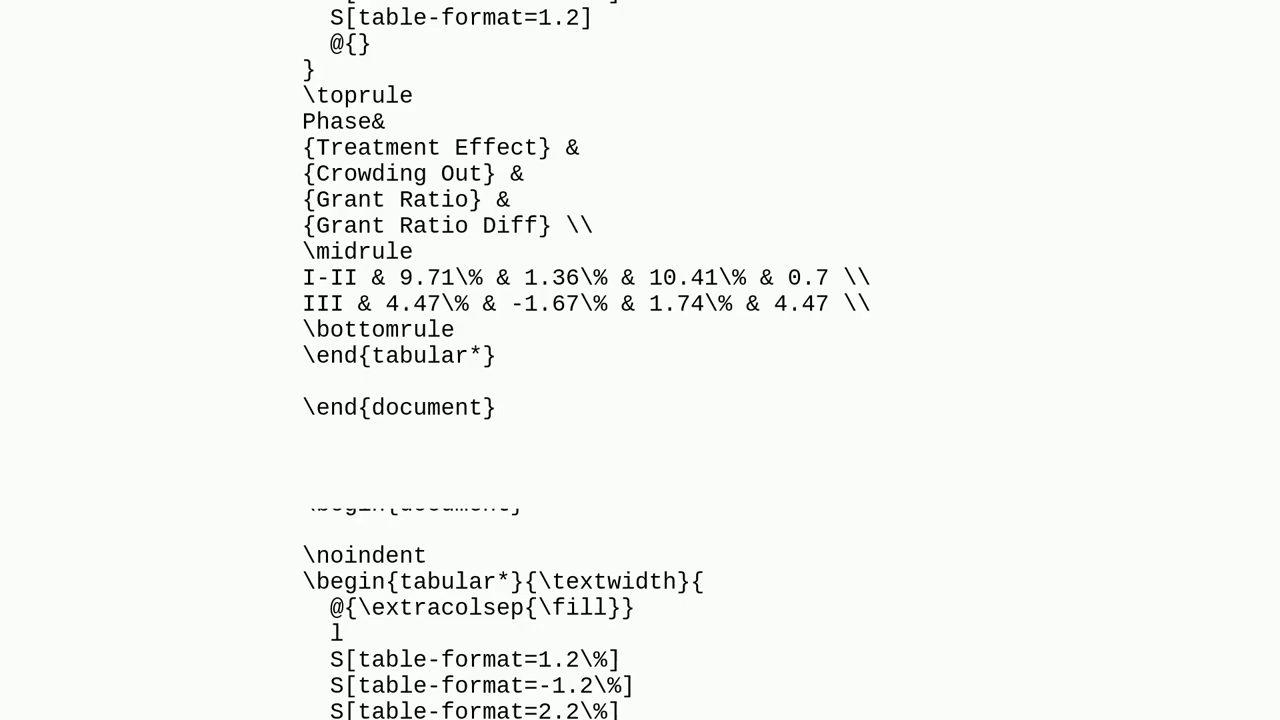 S[table-format=1.2]
@{}
}
\toprule
Phase&
{Treatment Effect} &
{Crowding Out} &
{Grant Ratio} &
{Grant Ratio Diff} \\
\midrule
I-II & 9.71\% & 1.36\% & 10.41\% & 0.7 \\
III & 4.47\% & -1.67\% & 1.74\% & 4.47 \\
\bottomrule
\end{tabular*}
\end{document}
\begin{document}
\noindent
\begin{tabular*}{\textwidth}{
@{\extracolsep{\fill}}
l
S[table-format=1.2\%]
S[table-format=-1.2\%]
S[table-format=2.2\%]